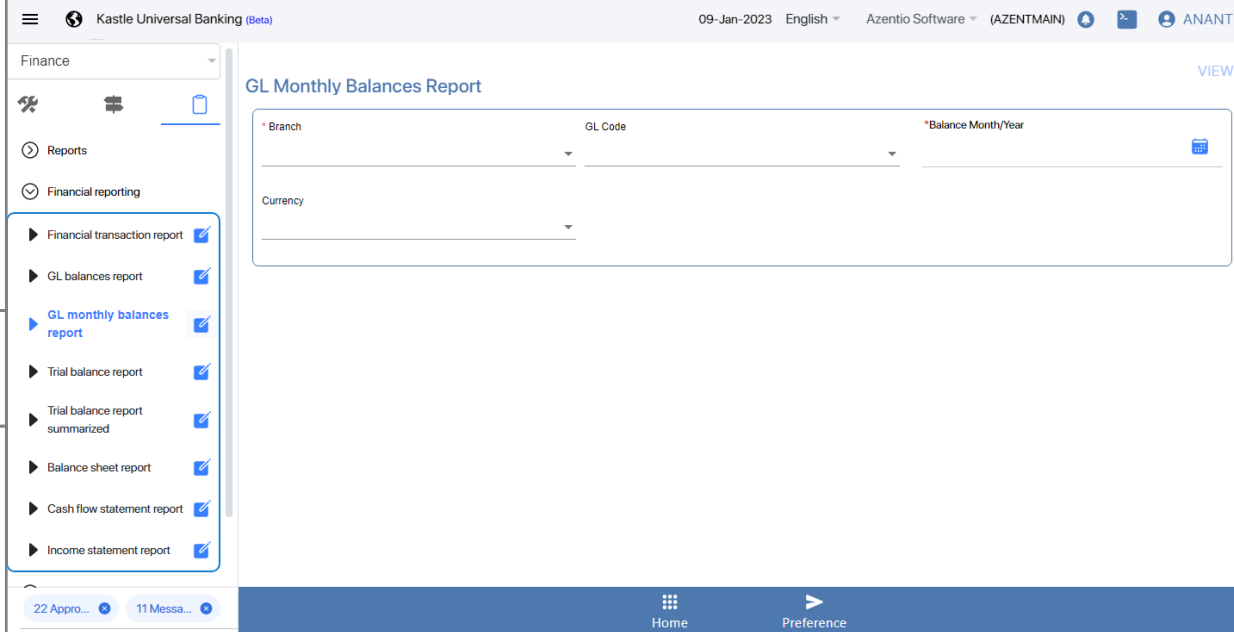 Kastle Universal Banking (Beta)
09-Jan-2023 English Azentio Software (AZENTMAIN) ANANT
Finance
VIEW
GL Monthly Balances Report
* Branch
GL Code
*Balance Month/Year
Currency
Reports
Financial reporting
Financial transaction report
GL balances report
GL monthly balances
report
Trial balance report
Trial balance report
summarized
Balance sheet report
Cash flow statement report
Income statement report
22 Appro...
11 Messa...
Home
Preference